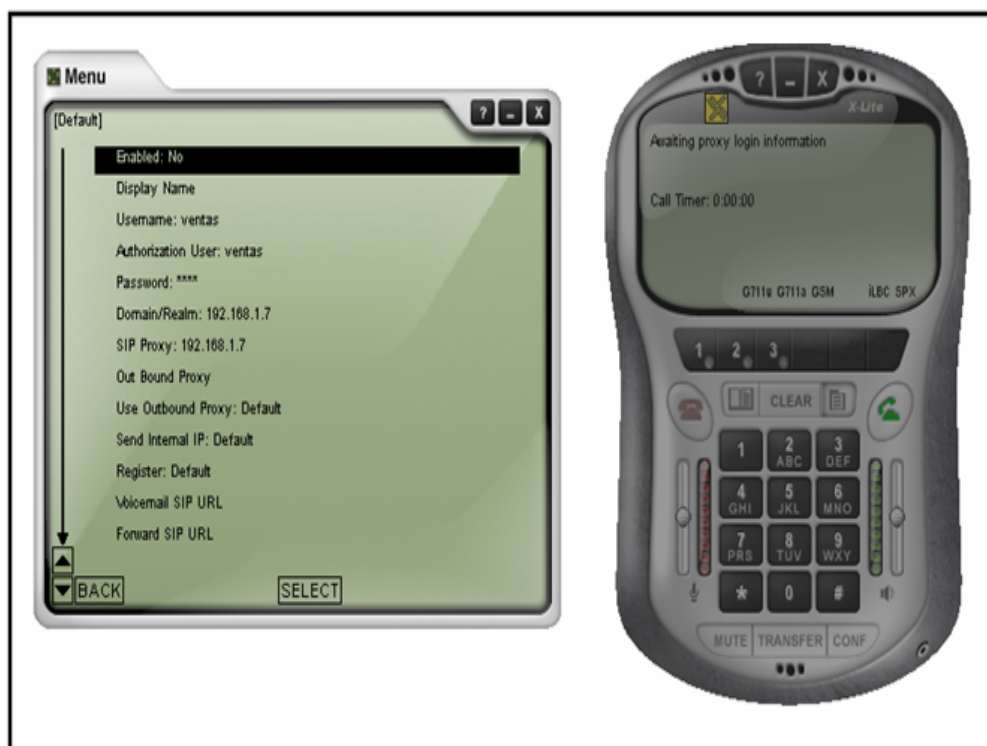 Menu
? - X
[Default]
Enabled: No
Display Name
Username: ventas
Authorization User: ventas
Password: ****
Domain/Realm: 192.168.1.7
SIP Proxy: 192.168.1.7
Out Bound Proxy
Use Outbound Proxy: Default
Send Internal IP: Default
Register: Default
Voicemail SIP URL
Forward SIP URL
BACK SELECT
? - X
X-Lite
Awaiting proxy login information
Call Timer: 0:00:00
G711u G711a GSM iLBC SPX
1 2 3
CLEAR
1 2 3
ABC DEF
4 5 6
GHI JKL MNO
7 8 9
PRS TUV WXY
* 0 #
MUTE TRANSFER CONF